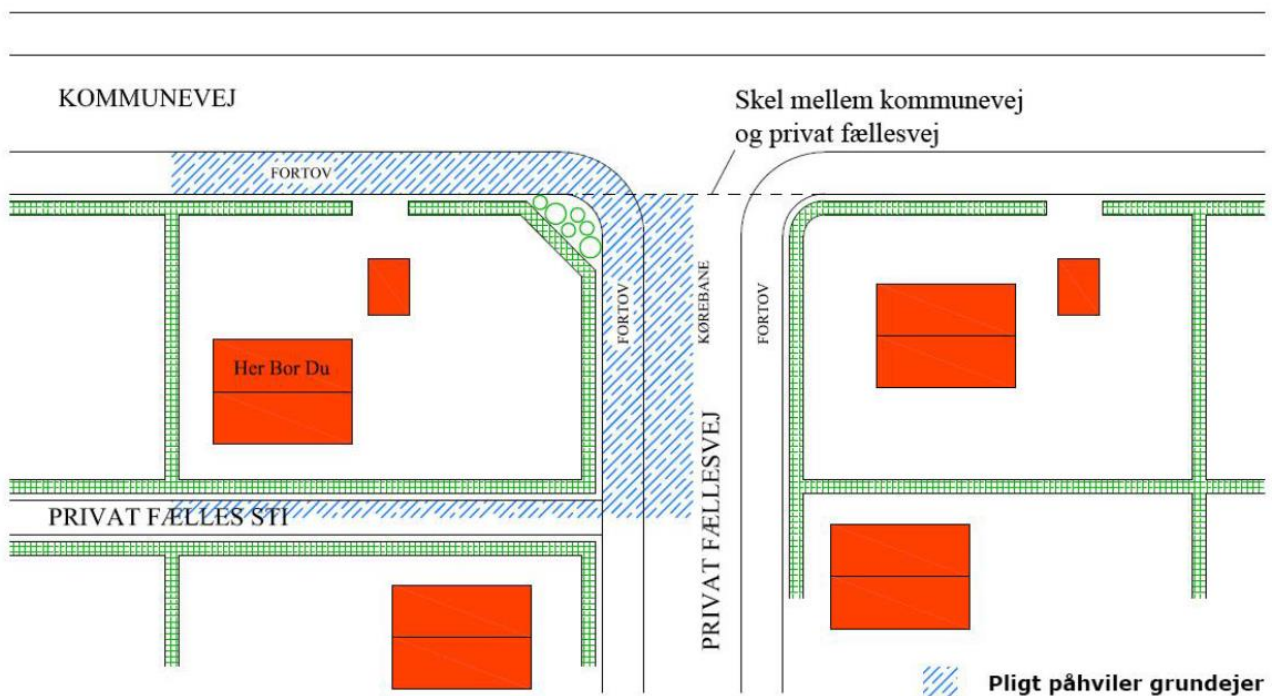 KOMMUNEVEJ
Skel mellem kommunevej
og privat fællesvej
FORTOV
FORTOV
KØREBANE
FORTOV
Her Bor Du
PRIVAT FÆLLESVEJ
PRIVAT FÆLLES STI
Pligt påhviler grundejer